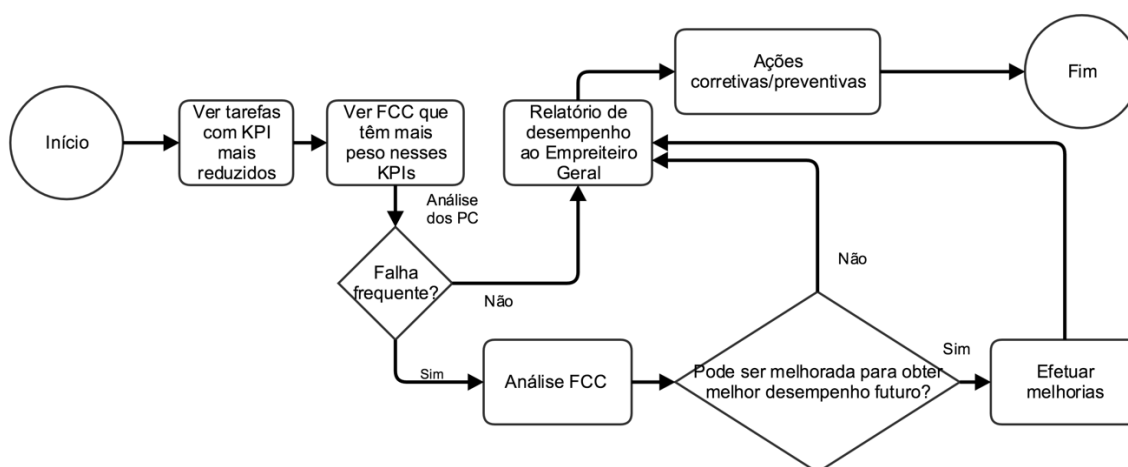 Início
Ver tarefas
com KPI
mais
reduzidos
Ver FCC que
têm mais
peso nesses
KPIs
Análise
dos PC
Falha
frequente?
Não
Sim
Relatório de
desempenho
ao Empreiteiro
Geral
Ações
corretivas/preventivas
Fim
Análise FCC
Pode ser melhorada para obter
melhor desempenho futuro?
Não
Sim
Efetuar
melhorias